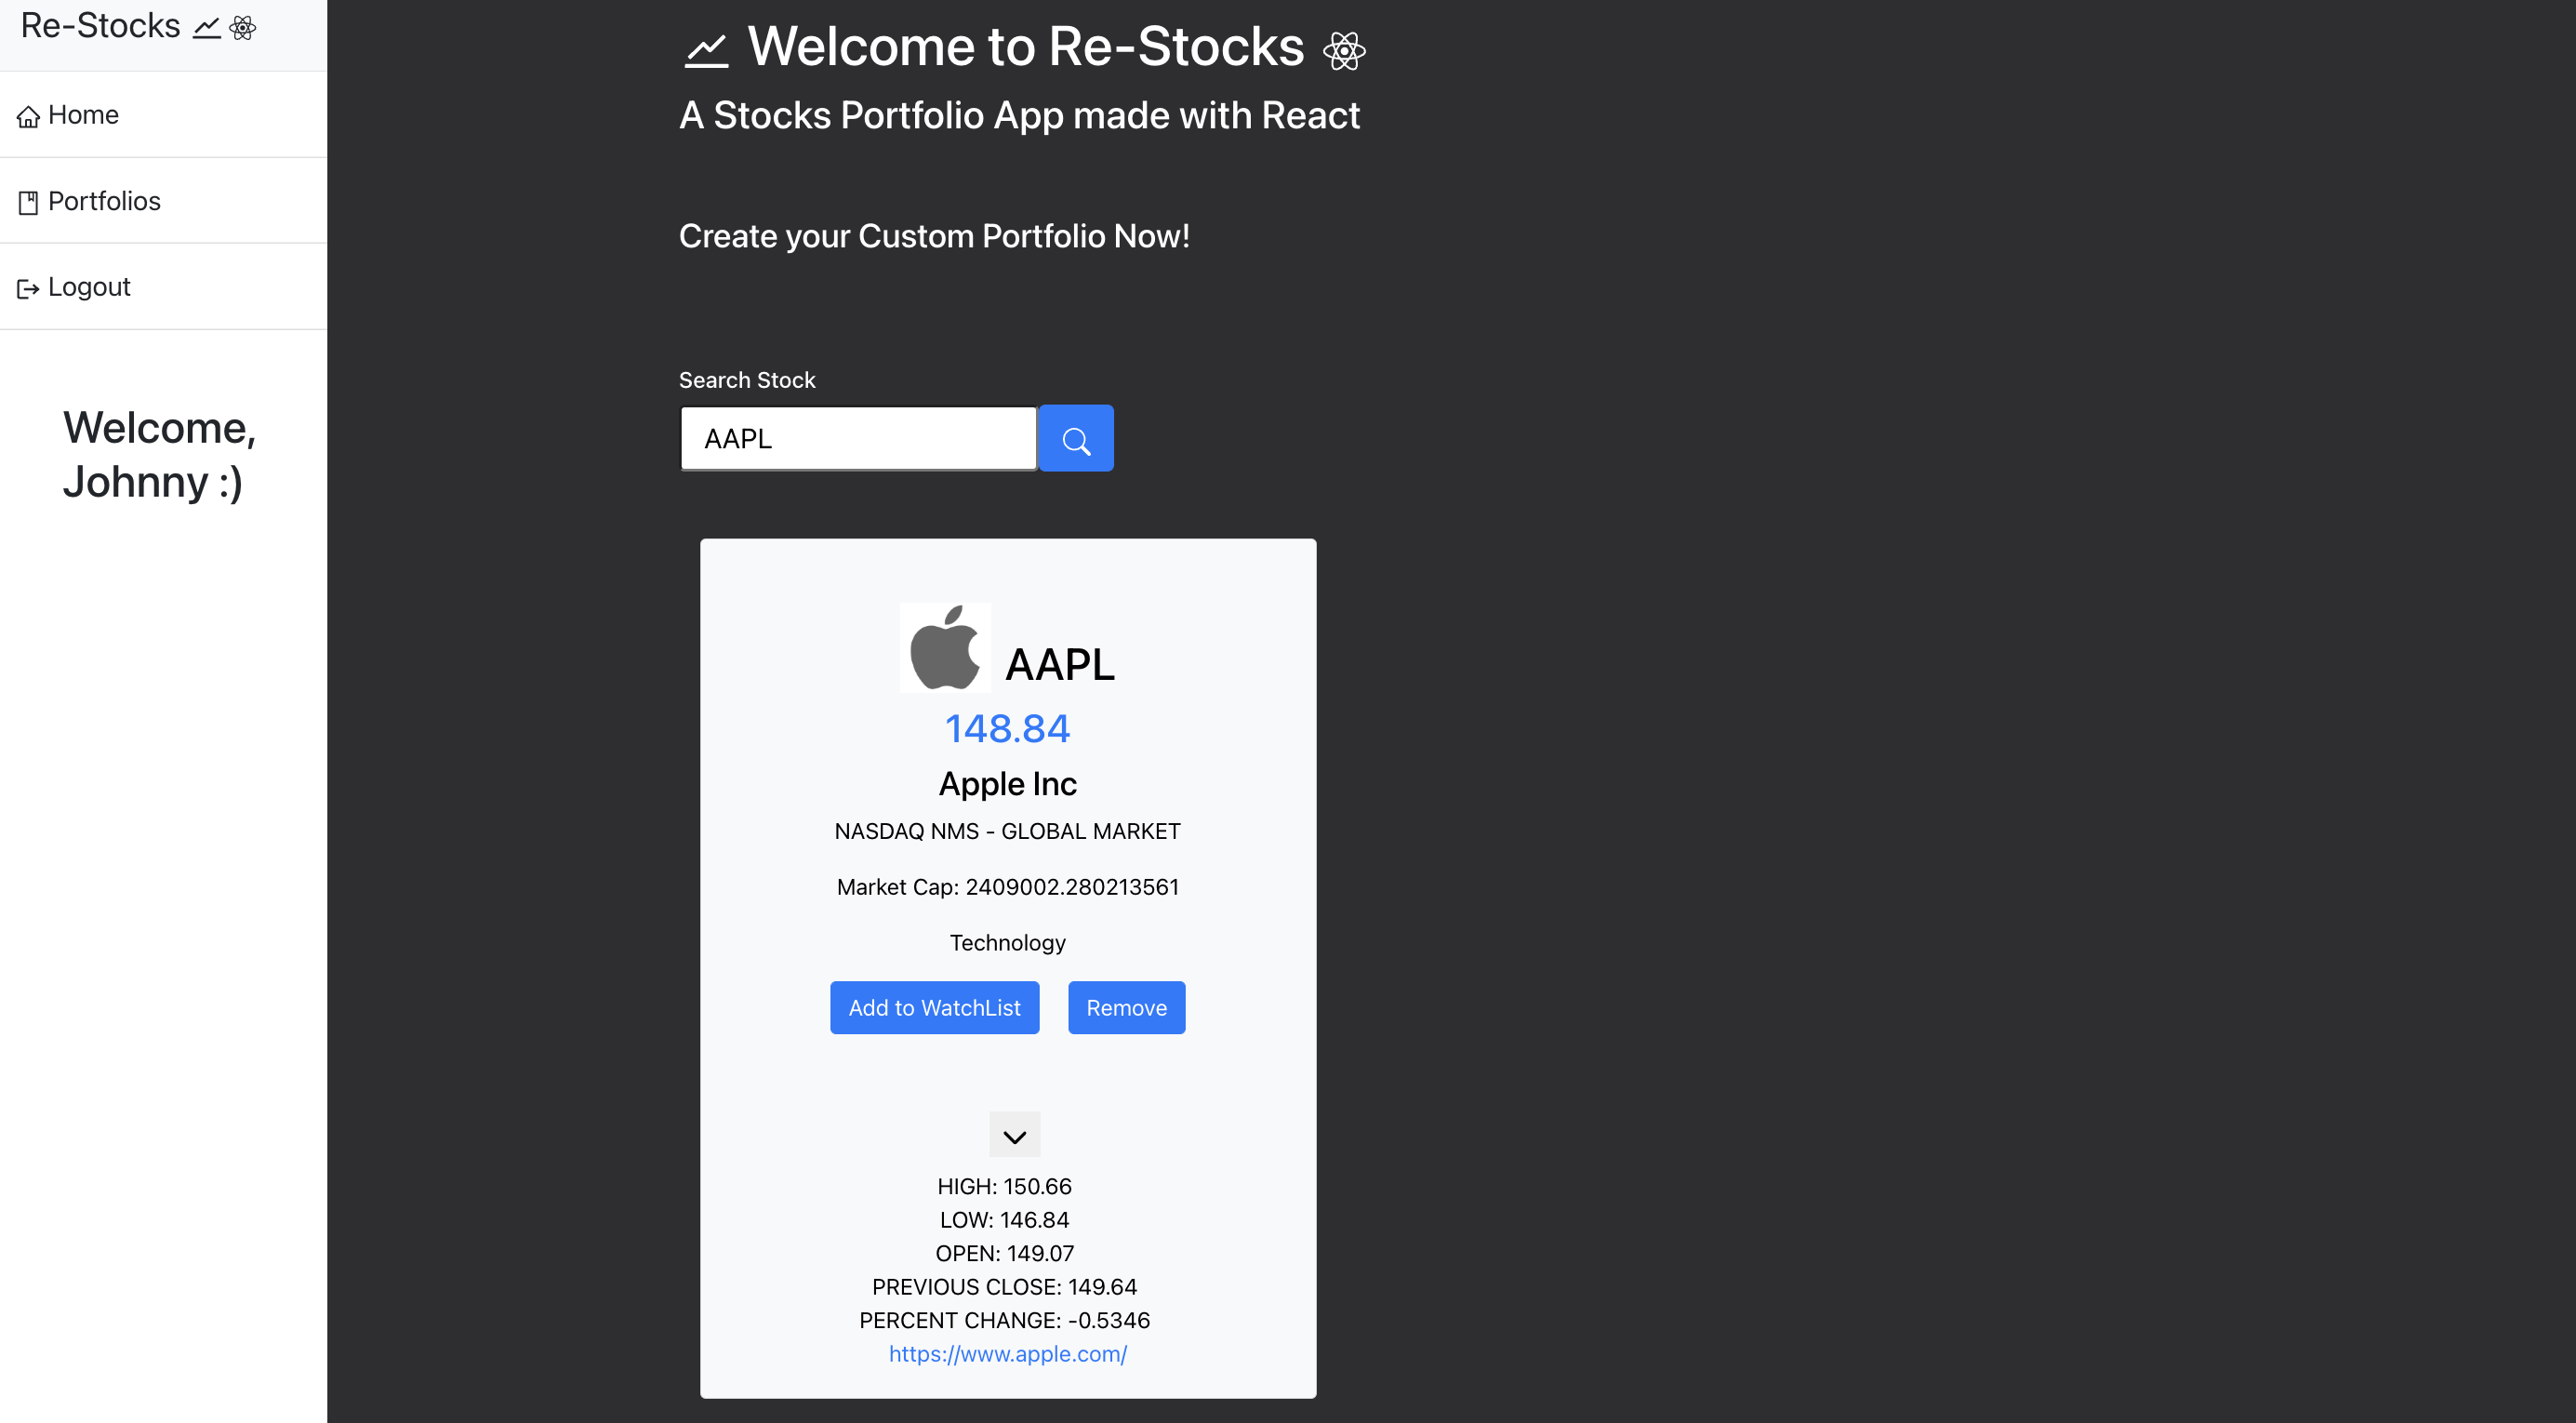 Re-Stocks
Home
Portfolios
Logout
Welcome,
Johnny :)
Welcome to Re-Stocks
A Stocks Portfolio App made with React
Create your Custom Portfolio Now!
Search Stock
AAPL
AAPL
148.84
Apple Inc
NASDAQ NMS - GLOBAL MARKET
Market Cap: 2409002.280213561
Technology
Add to WatchList Remove
HIGH: 150.66
LOW: 146.84
OPEN: 149.07
PREVIOUS CLOSE: 149.64
PERCENT CHANGE: -0.5346
https://www.apple.com/